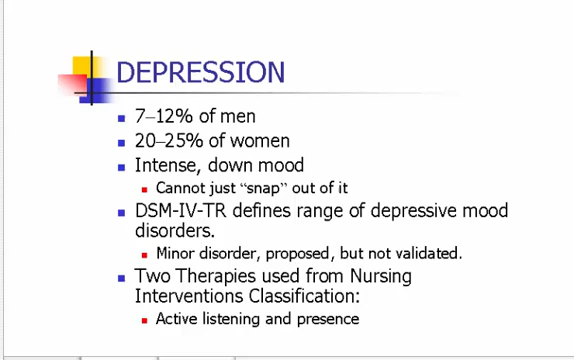 DEPRESSION
7–12% of men
20–25% of women
Intense, down mood
Cannot just “snap” out of it
DSM-IV-TR defines range of depressive mood
disorders.
Minor disorder, proposed, but not validated.
Two Therapies used from Nursing
Interventions Classification:
Active listening and presence